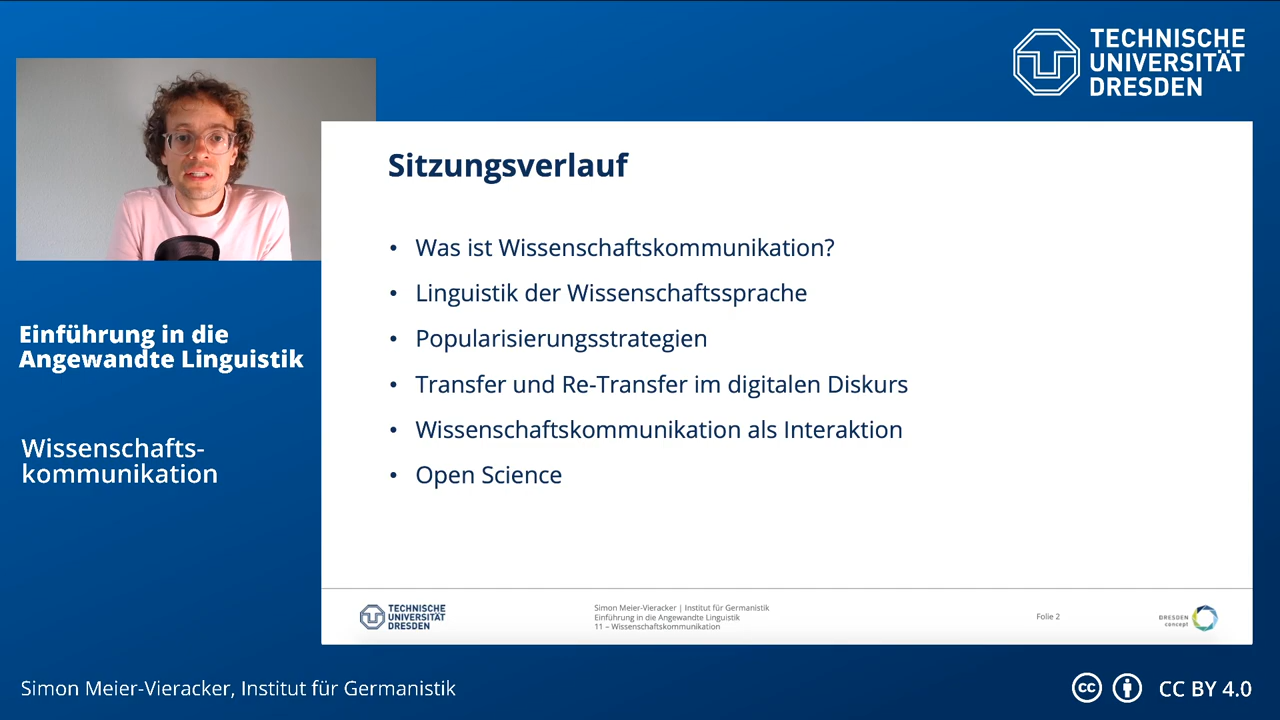 TECHNISCHE
UNIVERSITÄT
DRESDEN
Sitzungsverlauf
• Was ist Wissenschaftskommunikation?
• Linguistik der Wissenschaftssprache
• Popularisierungsstrategien
• Transfer und Re-Transfer im digitalen Diskurs
• Wissenschaftskommunikation als Interaktion
• Open Science
Einführung in die
Angewandte Linguistik
Wissenschafts-
kommunikation
TECHNISCHE
UNIVERSITÄT
DRESDEN
Simon Meier-Vieracker | Institut für Germanistik
Einführung in die Angewandte Linguistik
11 – Wissenschaftskommunikation
Folie 2
DRESDEN
concept
Simon Meier-Vieracker, Institut für Germanistik
cc
CC BY 4.0